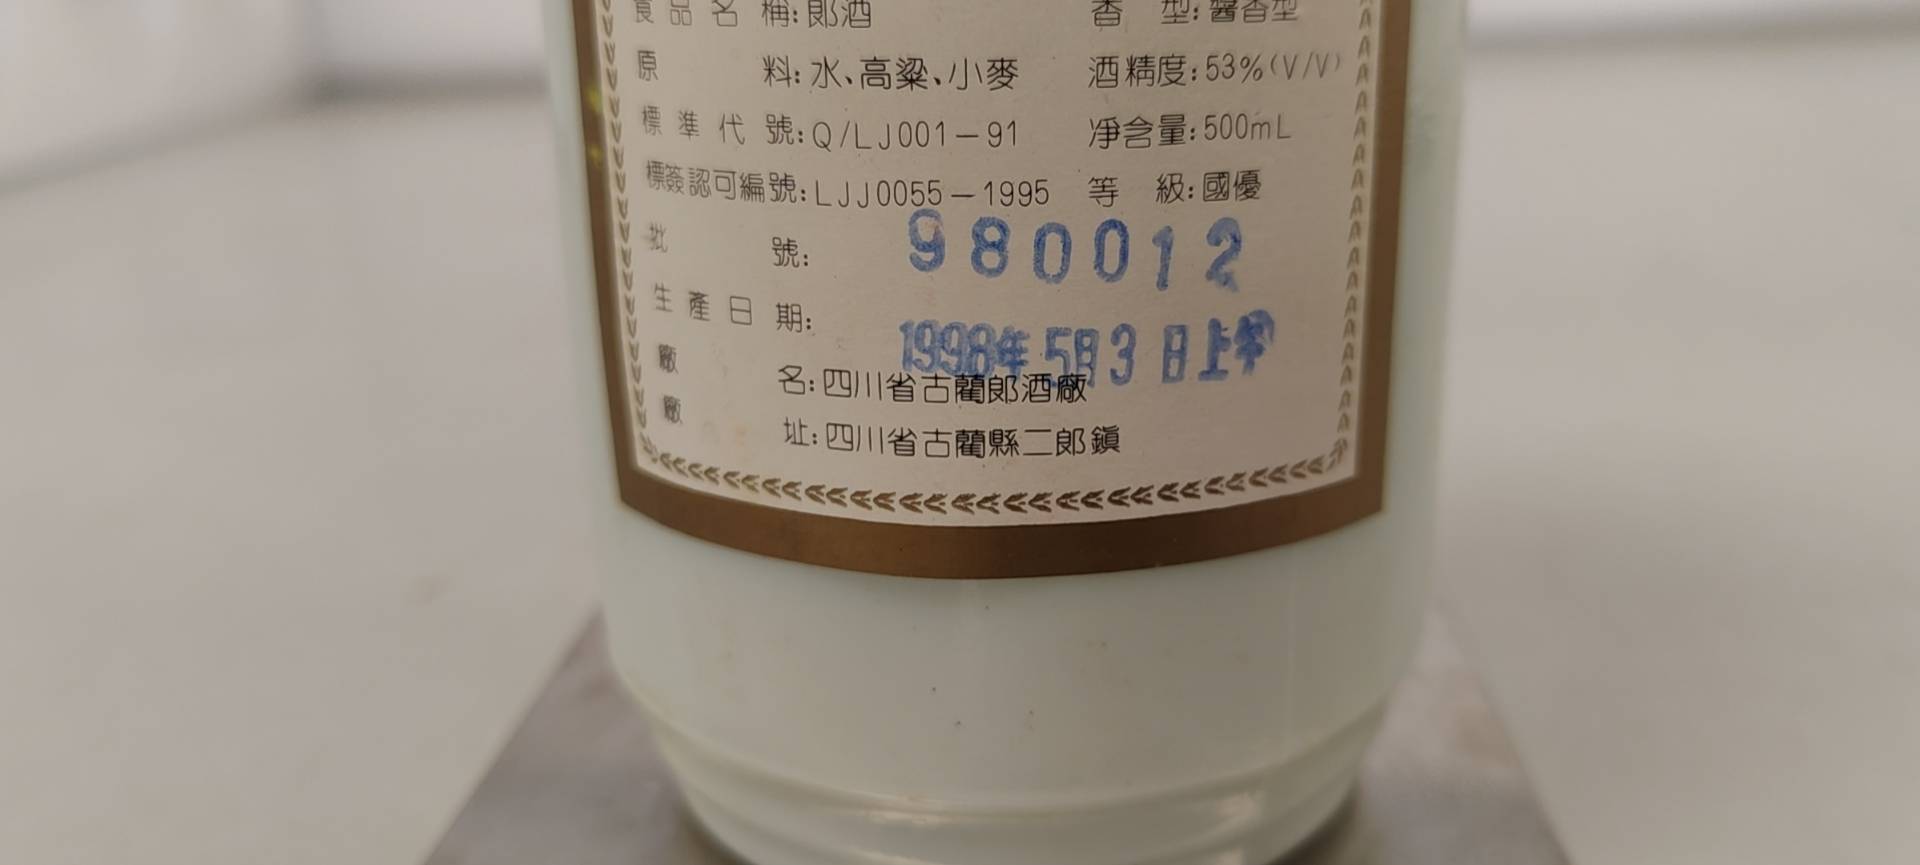 食品名稱:郎酒 香型:醬香型
原料:水、高粱、小麥 酒精度:53%(V/V)
標準代號:Q/LJ001-91 净含量:500mL
標簽認可編號:LJJ0055-1995 等級:國優
批號: 980012
生產日期: 1998年5月3日上午
廠名:四川省古藺郎酒廠
廠址:四川省古藺縣二郎鎮